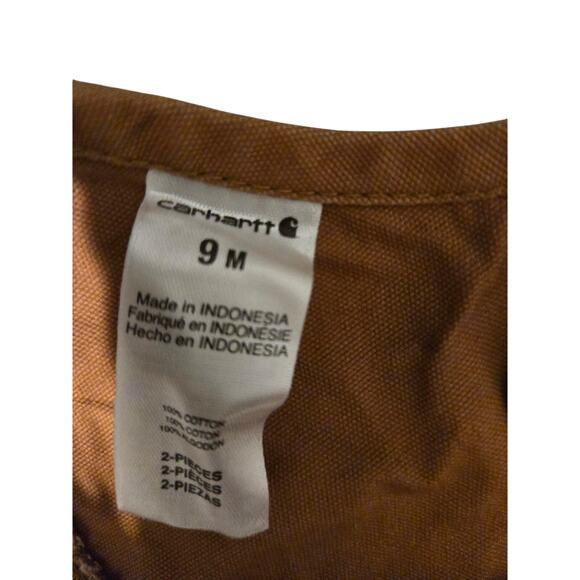 carhartt
9 M
Made in INDONESIA
Fabriqué en INDONÉSIE
Hecho en INDONESIA
100% COTTON
100% COTON
100% ALGODON
2-PIECES
2-PIÈCES
2-PIEZAS